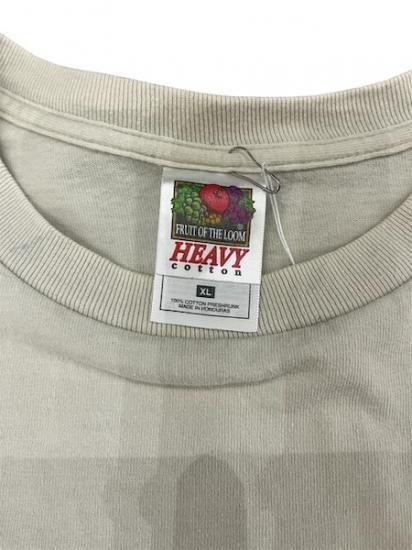 FRUIT OF THE LOOM
®
HEAVY
cotton
XL
100% COTTON PRESHRUNK
MADE IN HONDURAS